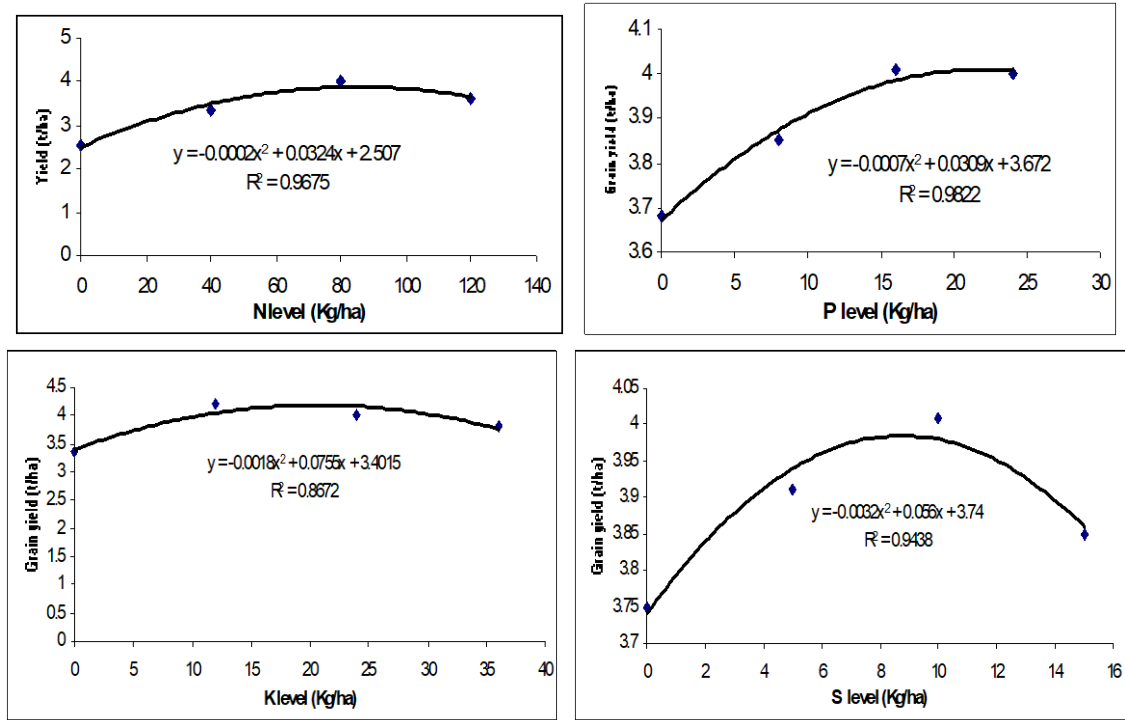 5
4
3
2
1
0
0 20 40 60 80 100 120 140
Yield (t/ha)
N level (Kg/ha)
y = -0.0002x² + 0.0324x + 2.507
R² = 0.9675
4.1
4
3.9
3.8
3.7
3.6
0 5 10 15 20 25 30
Grain yield (t/ha)
P level (Kg/ha)
y = -0.0007x² + 0.0309x + 3.672
R² = 0.9822
4.5
4
3.5
3
2.5
2
1.5
1
0.5
0
0 5 10 15 20 25 30 35 40
Grain yield (t/ha)
K level (Kg/ha)
y = -0.0018x² + 0.0755x + 3.4015
R² = 0.8672
4.05
4
3.95
3.9
3.85
3.8
3.75
3.7
0 2 4 6 8 10 12 14 16
Grain yield (t/ha)
S level (Kg/ha)
y = -0.0032x² + 0.056x + 3.74
R² = 0.9438